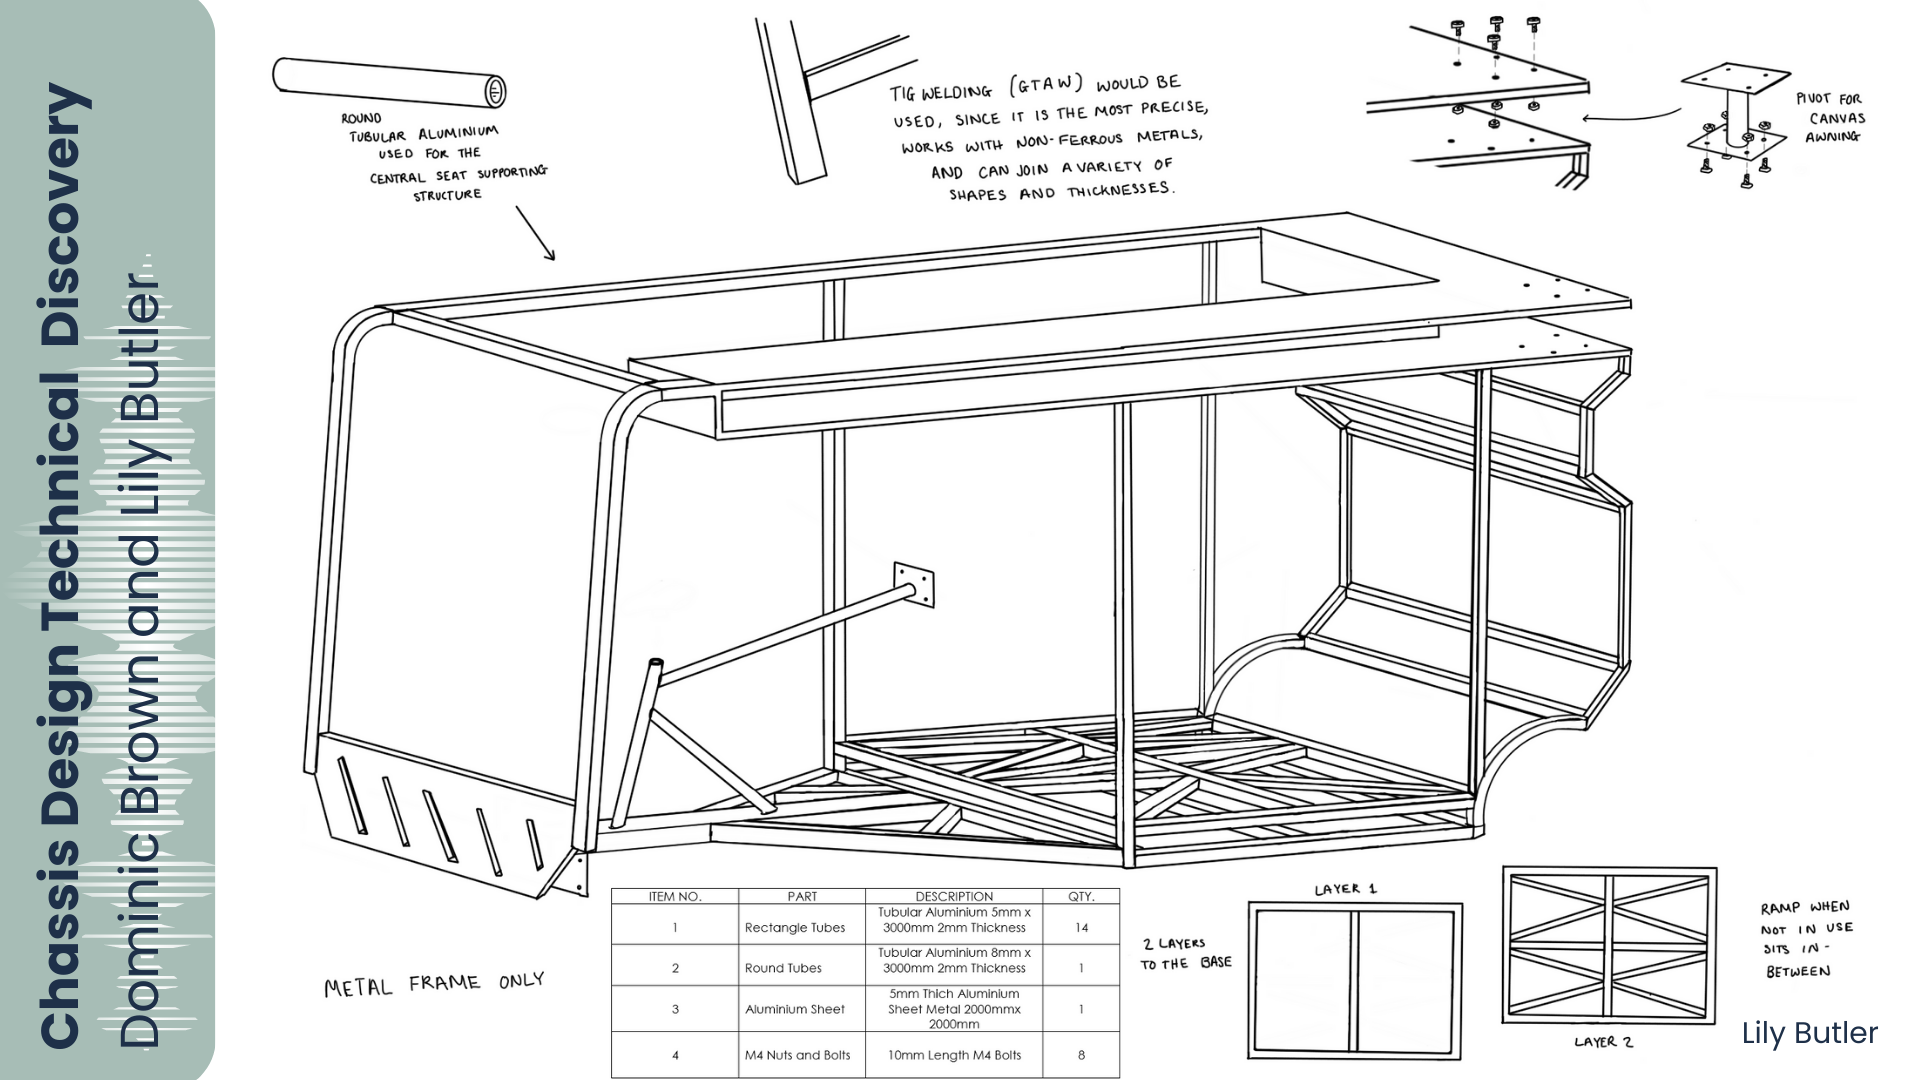 Chassis Design Technical Discovery
Dominic Brown and Lily Butler
ROUND
TUBULAR ALUMINIUM
USED FOR THE
CENTRAL SEAT SUPPORTING
STRUCTURE
TIG WELDING (GTAW) WOULD BE
USED, SINCE IT IS THE MOST PRECISE,
WORKS WITH NON-FERROUS METALS,
AND CAN JOIN A VARIETY OF
SHAPES AND THICKNESSES.
PIVOT FOR
CANVAS
AWNING
METAL FRAME ONLY
ITEM NO. PART DESCRIPTION QTY.
1 Rectangle Tubes Tubular Aluminium 5mm x 14
3000mm 2mm Thickness
2 Round Tubes Tubular Aluminium 8mm x 1
3000mm 2mm Thickness
3 Aluminium Sheet 5mm Thich Aluminium 1
Sheet Metal 2000mmx
2000mm
4 M4 Nuts and Bolts 10mm Length M4 Bolts 8
2 LAYERS
TO THE BASE
LAYER 1
LAYER 2
RAMP WHEN
NOT IN USE
SITS IN-
BETWEEN
Lily Butler